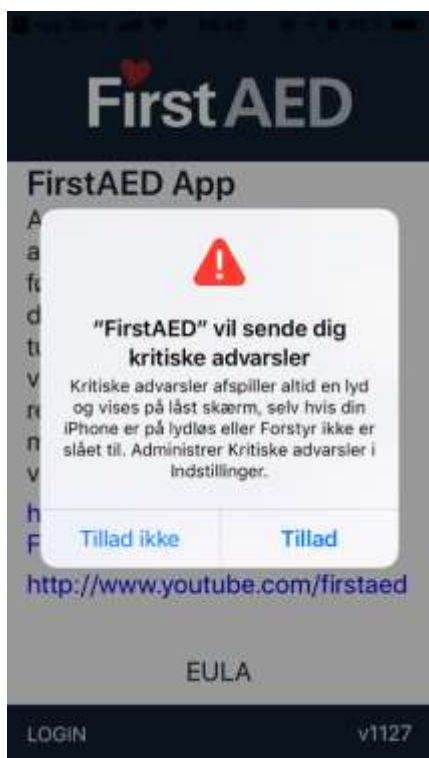 First AED
FirstAED App
"FirstAED" vil sende dig
kritiske advarsler
Kritiske advarsler afspiller altid en lyd
og vises på låst skærm, selv hvis din
iPhone er på lydløs eller Forstyr ikke er
slået til. Administrer Kritiske advarsler i
Indstillinger.
Tillad ikke
Tillad
http://www.youtube.com/firstaed
EULA
LOGIN
v1127